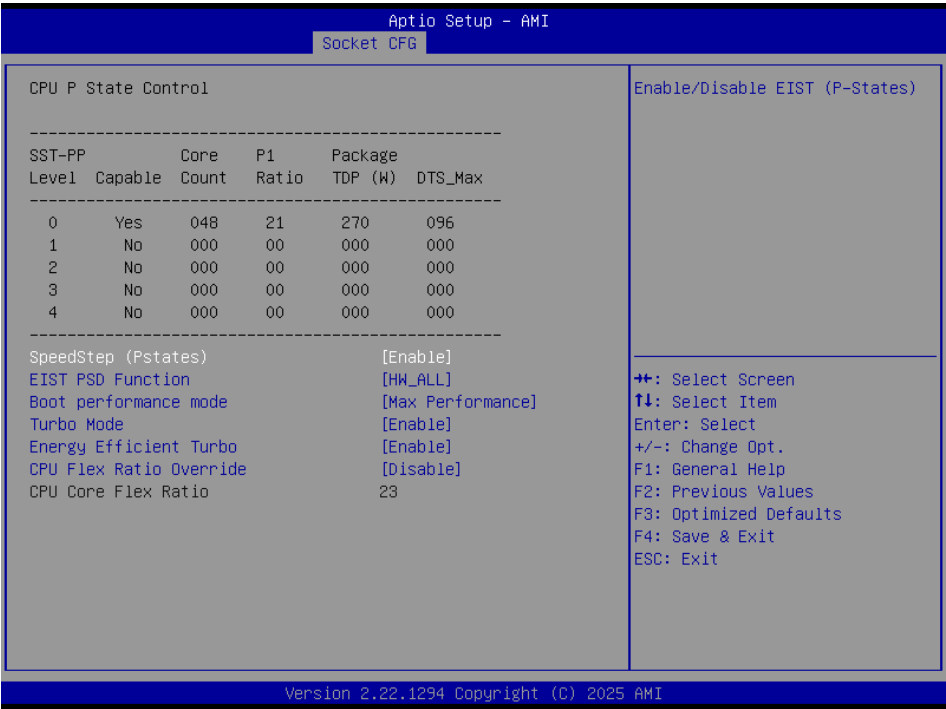 Aptio Setup - AMI
Socket CFG
CPU P State Control
Enable/Disable EIST (P-States)
----------------------------------------------------
SST-PP Core P1 Package
Level Capable Count Ratio TDP (W) DTS_Max
----------------------------------------------------
0 Yes 048 21 270 096
1 No 000 00 000 000
2 No 000 00 000 000
3 No 000 00 000 000
4 No 000 00 000 000
----------------------------------------------------
SpeedStep (Pstates) [Enable]
EIST PSD Function [HW_ALL]
Boot performance mode [Max Performance]
Turbo Mode [Enable]
Energy Efficient Turbo [Enable]
CPU Flex Ratio Override [Disable]
CPU Core Flex Ratio 23
→←: Select Screen
↑↓: Select Item
Enter: Select
+/-: Change Opt.
F1: General Help
F2: Previous Values
F3: Optimized Defaults
F4: Save & Exit
ESC: Exit
Version 2.22.1294 Copyright (C) 2025 AMI